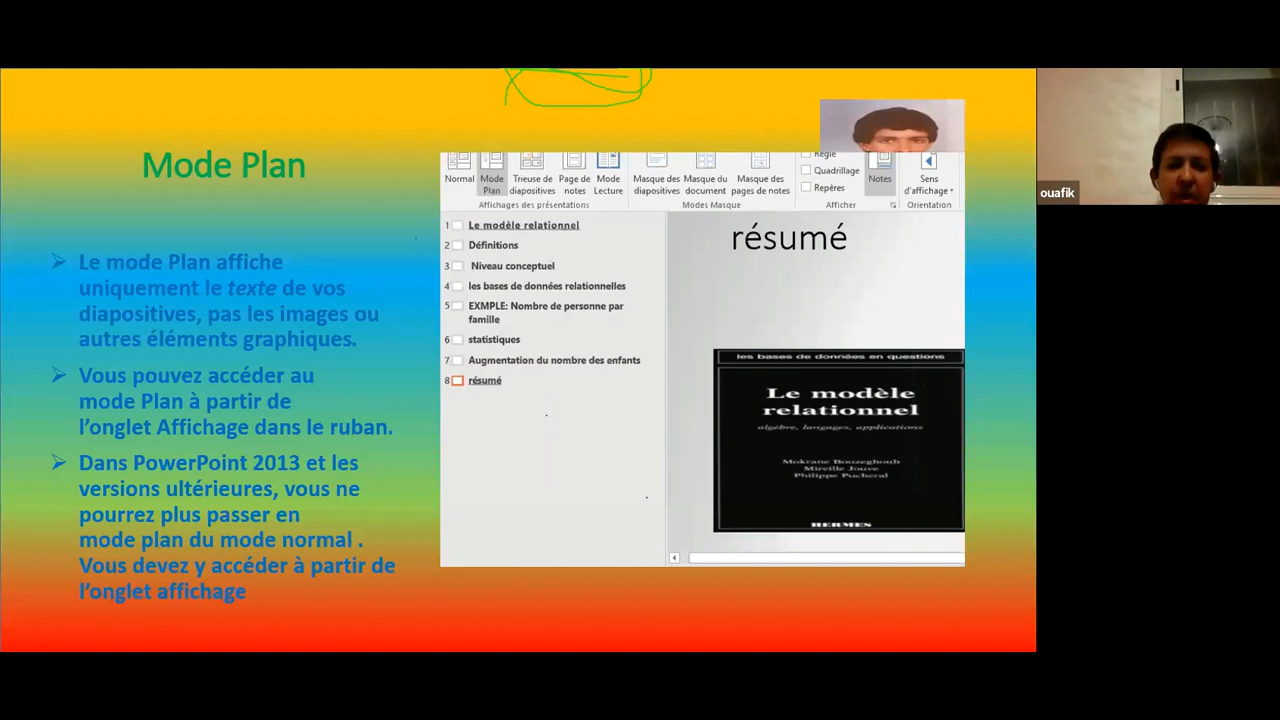 Mode Plan
Le mode Plan affiche
uniquement le texte de vos
diapositives, pas les images ou
autres éléments graphiques.
Vous pouvez accéder au
mode Plan à partir de
l’onglet Affichage dans le ruban.
Dans PowerPoint 2013 et les
versions ultérieures, vous ne
pourrez plus passer en
mode plan du mode normal .
Vous devez y accéder à partir de
l’onglet affichage
Normal
Mode
Plan
Trieuse de
diapositives
Page de
notes
Mode
Lecture
Affichages des présentations
Masque des
diapositives
Masque du
document
Masque des
pages de notes
Modes Masque
Règle
Quadrillage
Repères
Afficher
Notes
Sens
d'affichage
Orientation
1 Le modèle relationnel
2 Définitions
3 Niveau conceptuel
4 les bases de données relationnelles
5 EXMPLE: Nombre de personne par
famille
6 statistiques
7 Augmentation du nombre des enfants
8 résumé
résumé
les bases de données en questions
Le modèle
relationnel
algèbre, langages, applications
Mokrane Bouzeghoub
Mireille Jouve
Philippe Pucheral
HERMES
ouafik